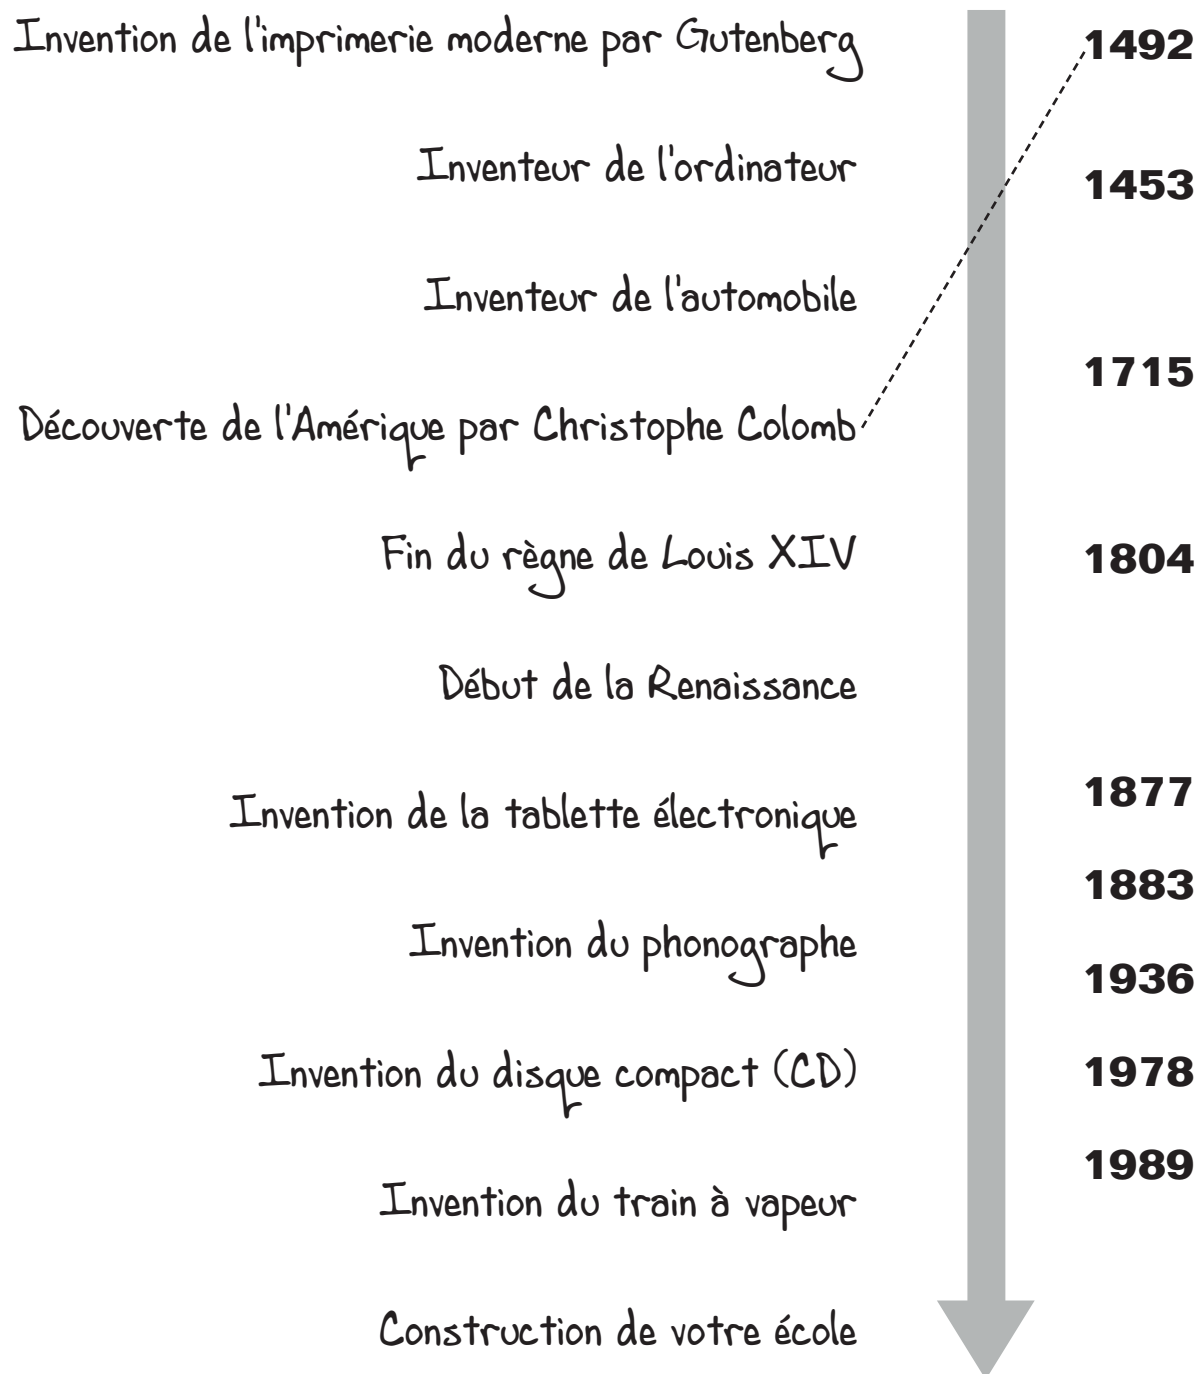 Invention de l'imprimerie moderne par Gutenberg
1492
Inventeur de l'ordinateur
1453
Inventeur de l'automobile
1715
Découverte de l'Amérique par Christophe Colomb
Fin du règne de Louis XIV
1804
Début de la Renaissance
1877
Invention de la tablette électronique
1883
Invention du phonographe
1936
Invention du disque compact (CD)
1978
1989
Invention du train à vapeur
Construction de votre école